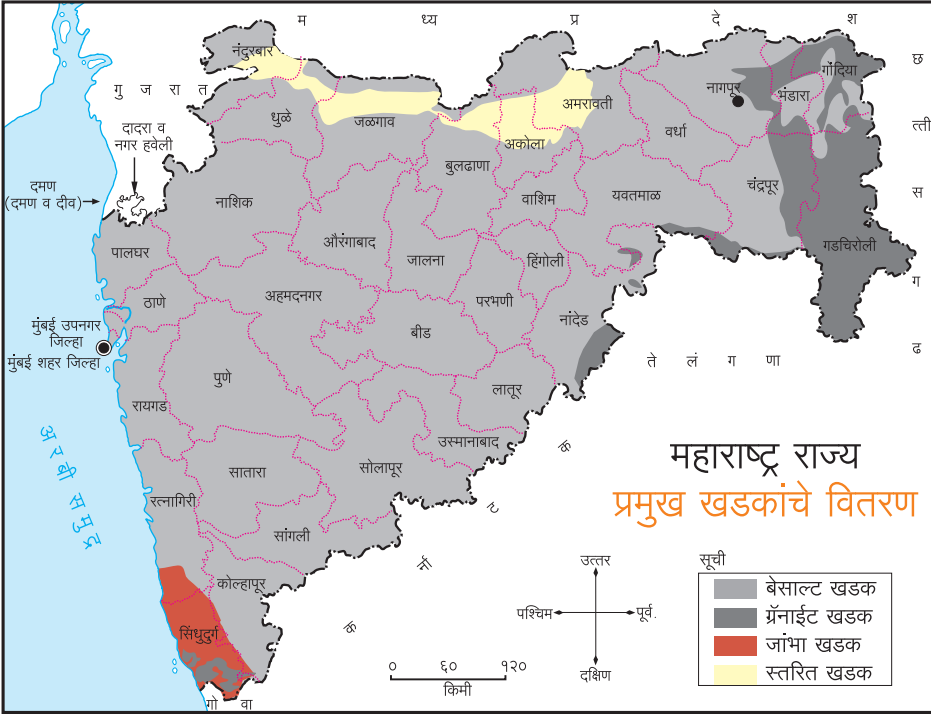 म ध्य प्र दे श
छ त्ती स ग ढ
गु ज रा त
ते लं ग णा
क र्ना ट क
गो वा
अ र बी स मु द्र
नंदुरबार
धुळे
जळगाव
बुलढाणा
अकोला
अमरावती
वर्धा
नागपूर
भंडारा
गोंदिया
दादरा व
नगर हवेली
दमण
(दमण व दीव)
नाशिक
औरंगाबाद
जालना
वाशिम
यवतमाळ
चंद्रपूर
गडचिरोली
पालघर
ठाणे
अहमदनगर
परभणी
हिंगोली
नांदेड
बीड
मुंबई उपनगर
जिल्हा
मुंबई शहर जिल्हा
रायगड
पुणे
लातूर
उस्मानाबाद
सोलापूर
सातारा
रत्नागिरी
सांगली
कोल्हापूर
सिंधुदुर्ग
महाराष्ट्र राज्य
प्रमुख खडकांचे वितरण
उत्तर
पश्चिम
पूर्व.
दक्षिण
० ६० १२०
किमी
सूची
बेसाल्ट खडक
ग्रॅनाईट खडक
जांभा खडक
स्तरित खडक